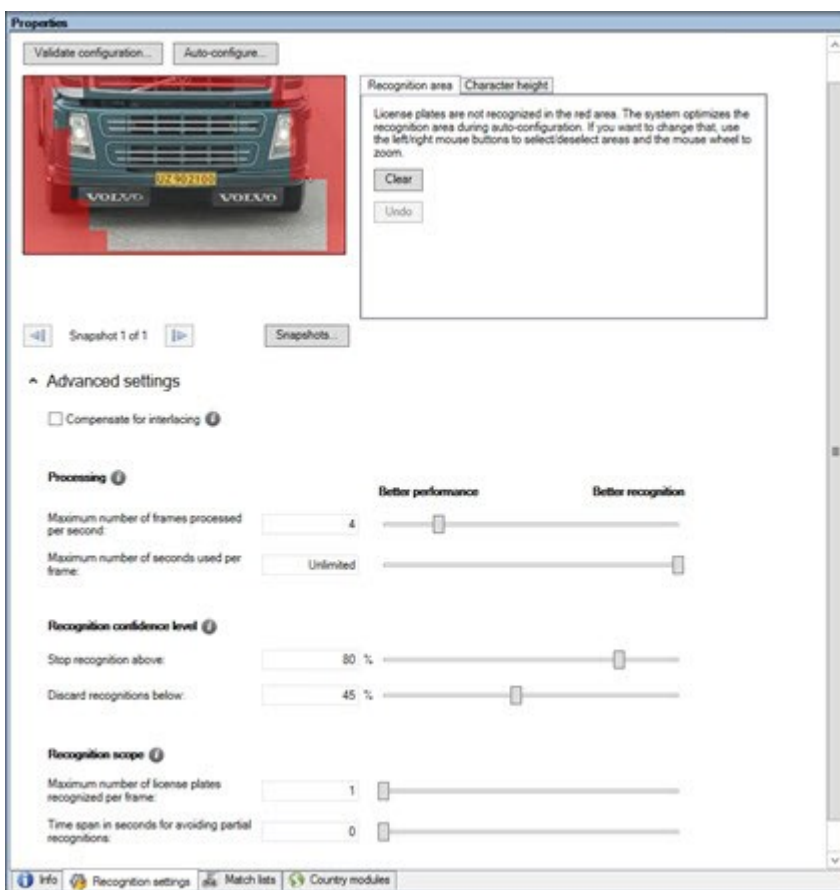 Properties
Validate configuration... Auto-configure...
Recognition area Character height
License plates are not recognized in the red area. The system optimizes the
recognition area during auto-configuration. If you want to change that, use
the left/right mouse buttons to select/deselect areas and the mouse wheel to
zoom.
Clear
Undo
UZ 902100
VOLVO VOLVO
Snapshot 1 of 1 Snapshots...
Advanced settings
Compensate for interlacing
Processing
Better performance Better recognition
Maximum number of frames processed
per second: 4
Maximum number of seconds used per
frame: Unlimited
Recognition confidence level
Stop recognition above: 80 %
Discard recognitions below: 45 %
Recognition scope
Maximum number of license plates
recognized per frame: 1
Time span in seconds for avoiding partial
recognitions: 0
Info Recognition settings Match lists Country modules